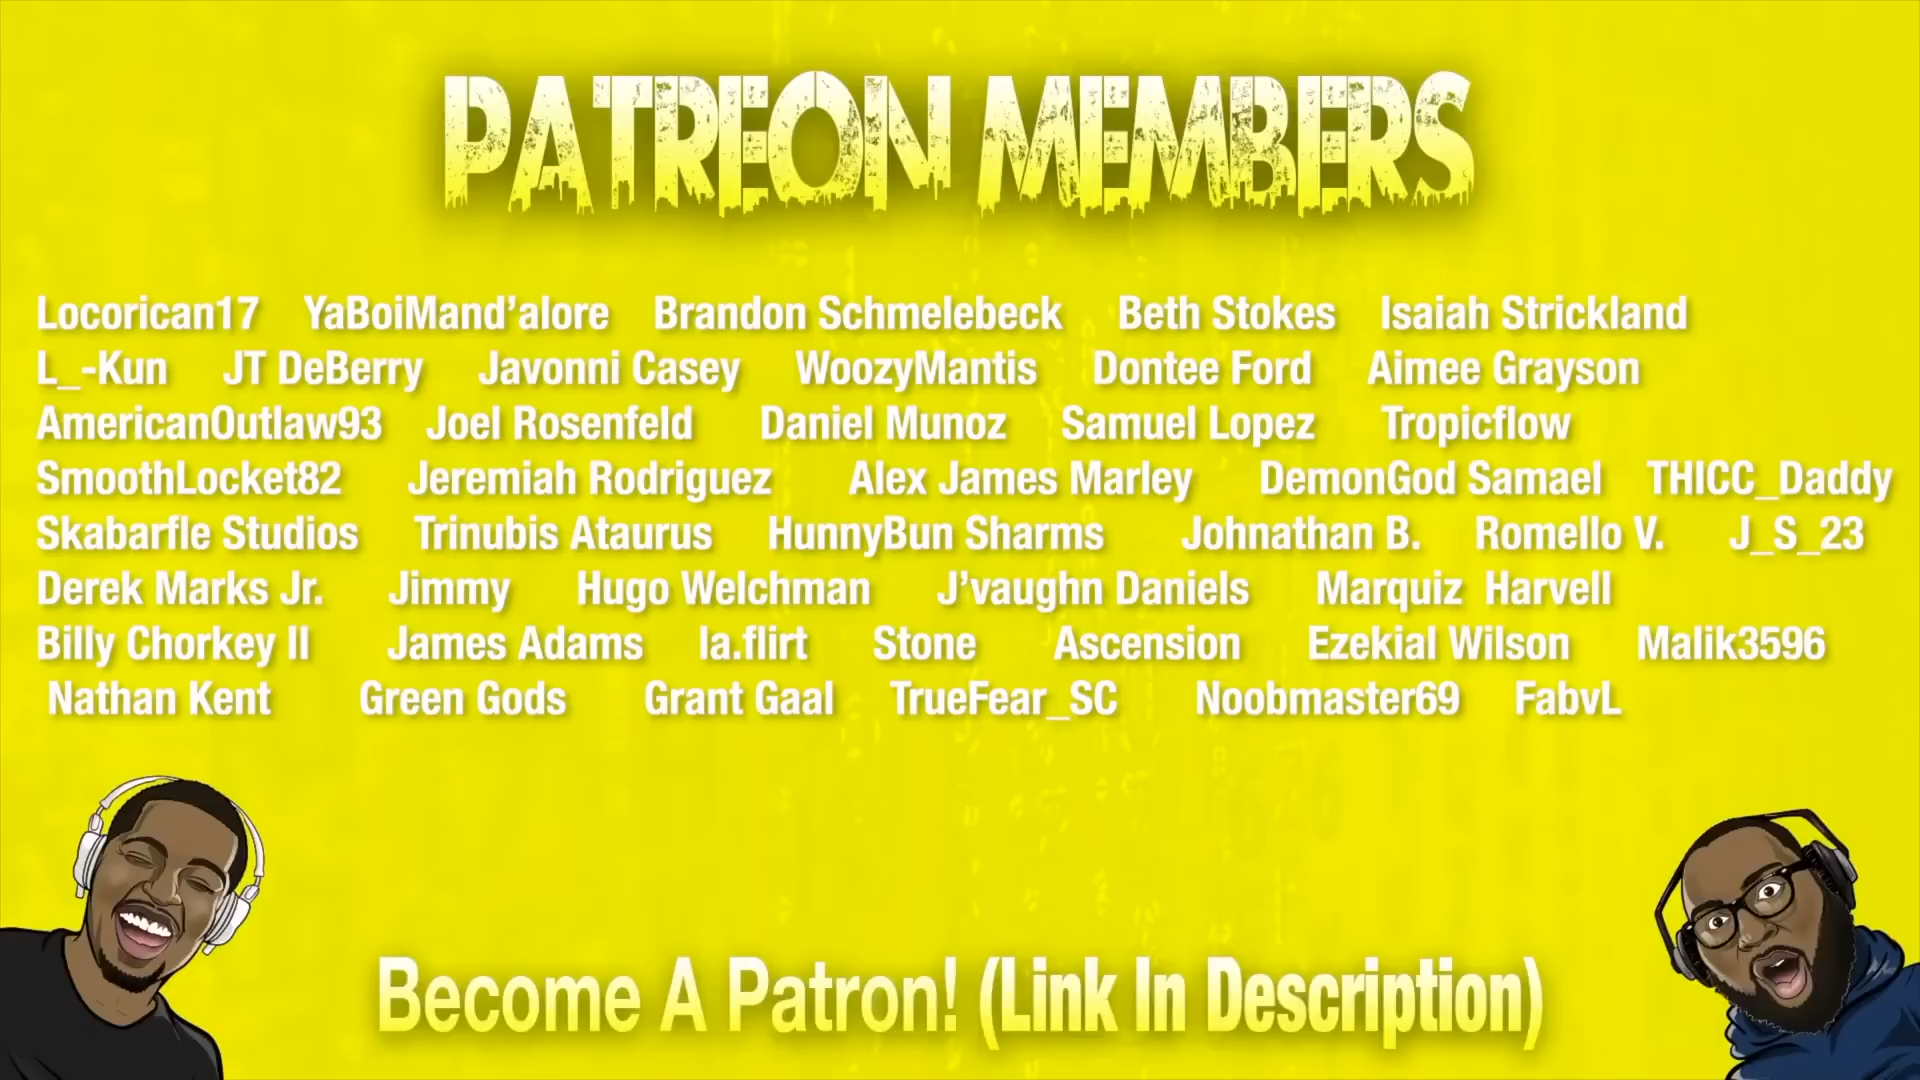 PATREON MEMBERS
Locorican17 YaBoiMand’alore Brandon Schmelebeck Beth Stokes Isaiah Strickland
L_-Kun JT DeBerry Javonni Casey WoozyMantis Dontee Ford Aimee Grayson
AmericanOutlaw93 Joel Rosenfeld Daniel Munoz Samuel Lopez Tropicflow
SmoothLocket82 Jeremiah Rodriguez Alex James Marley DemonGod Samael THICC_Daddy
Skabarfle Studios Trinubis Ataurus HunnyBun Sharms Johnathan B. Romello V. J_S_23
Derek Marks Jr. Jimmy Hugo Welchman J’vaughn Daniels Marquiz Harvell
Billy Chorkey II James Adams la.flirt Stone Ascension Ezekial Wilson Malik3596
Nathan Kent Green Gods Grant Gaal TrueFear_SC Noobmaster69 FabvL
Become A Patron! (Link In Description)